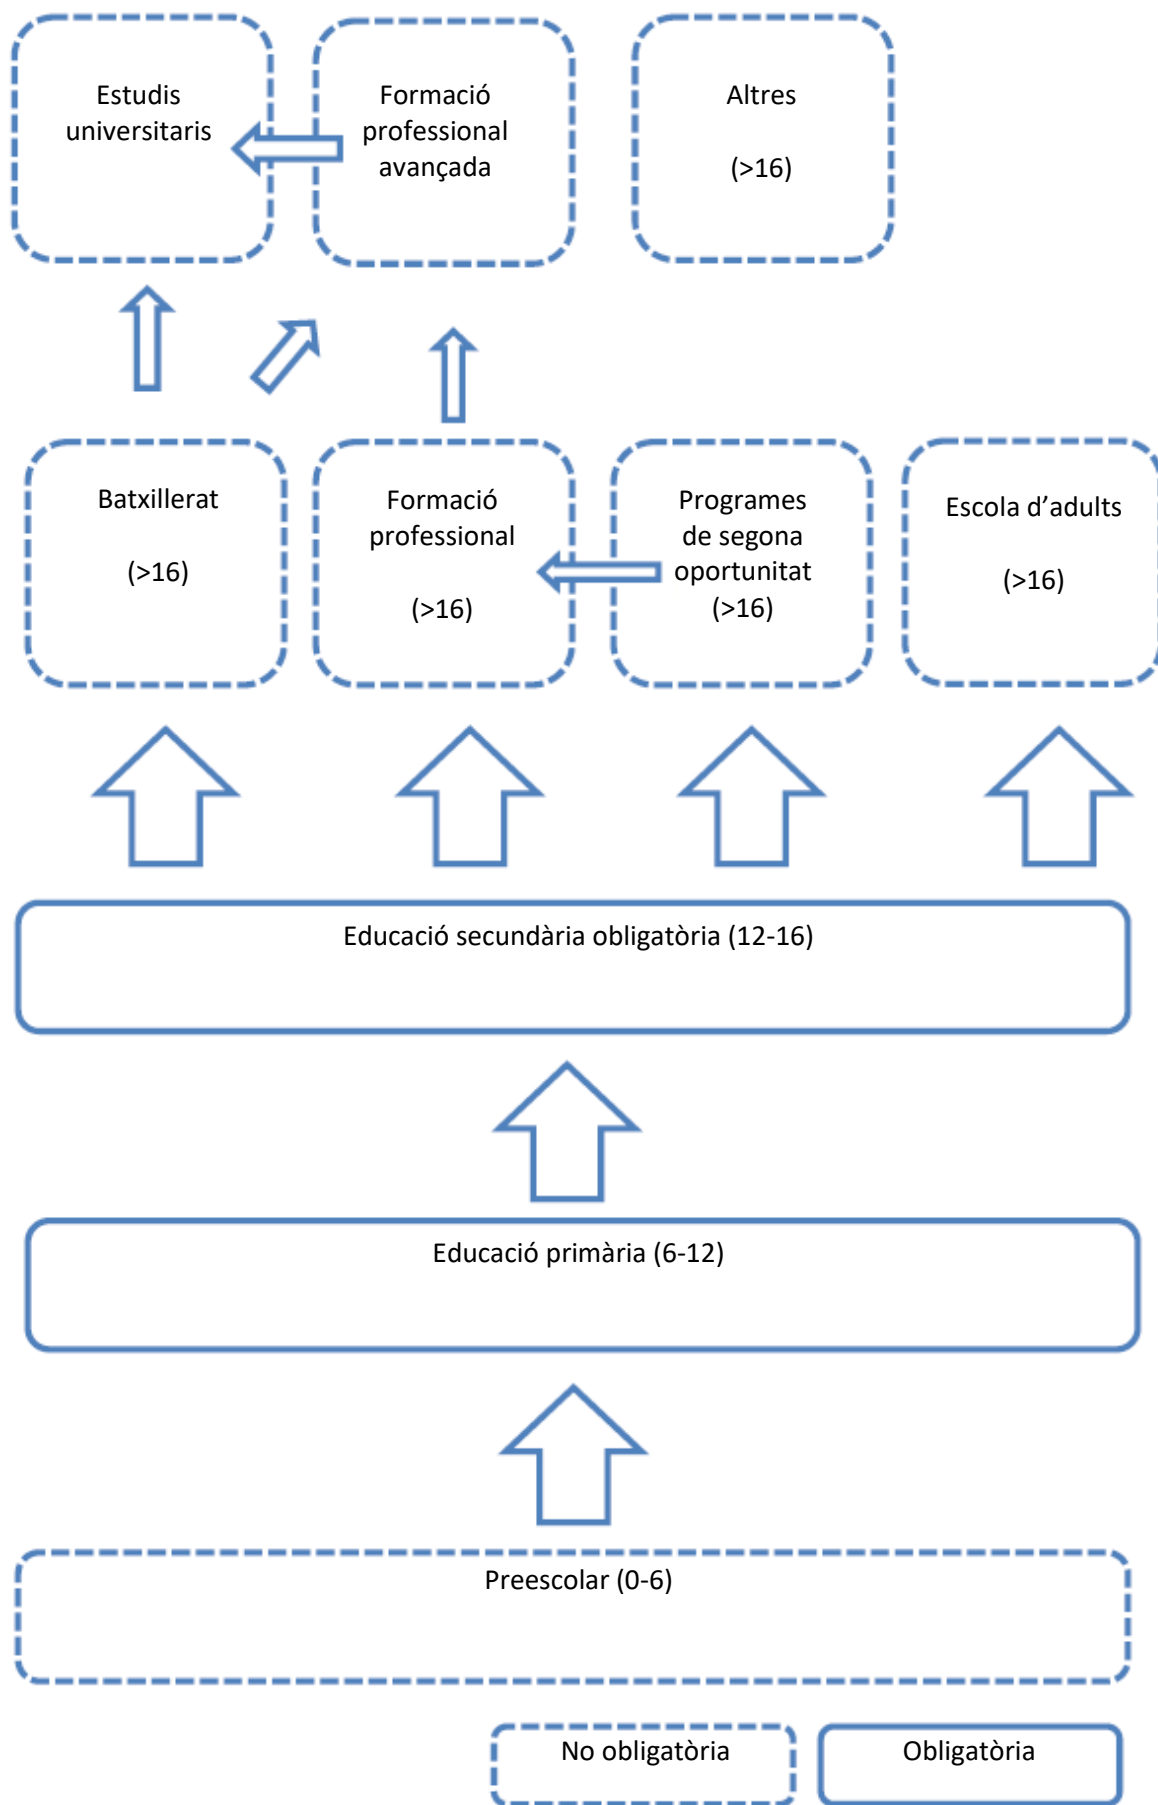 Estudis
universitaris
Formació
professional
avançada
Altres
(>16)
Batxillerat
(>16)
Formació
professional
(>16)
Programes
de segona
oportunitat
(>16)
Escola d’adults
(>16)
Educació secundària obligatòria (12-16)
Educació primària (6-12)
Preescolar (0-6)
No obligatòria
Obligatòria